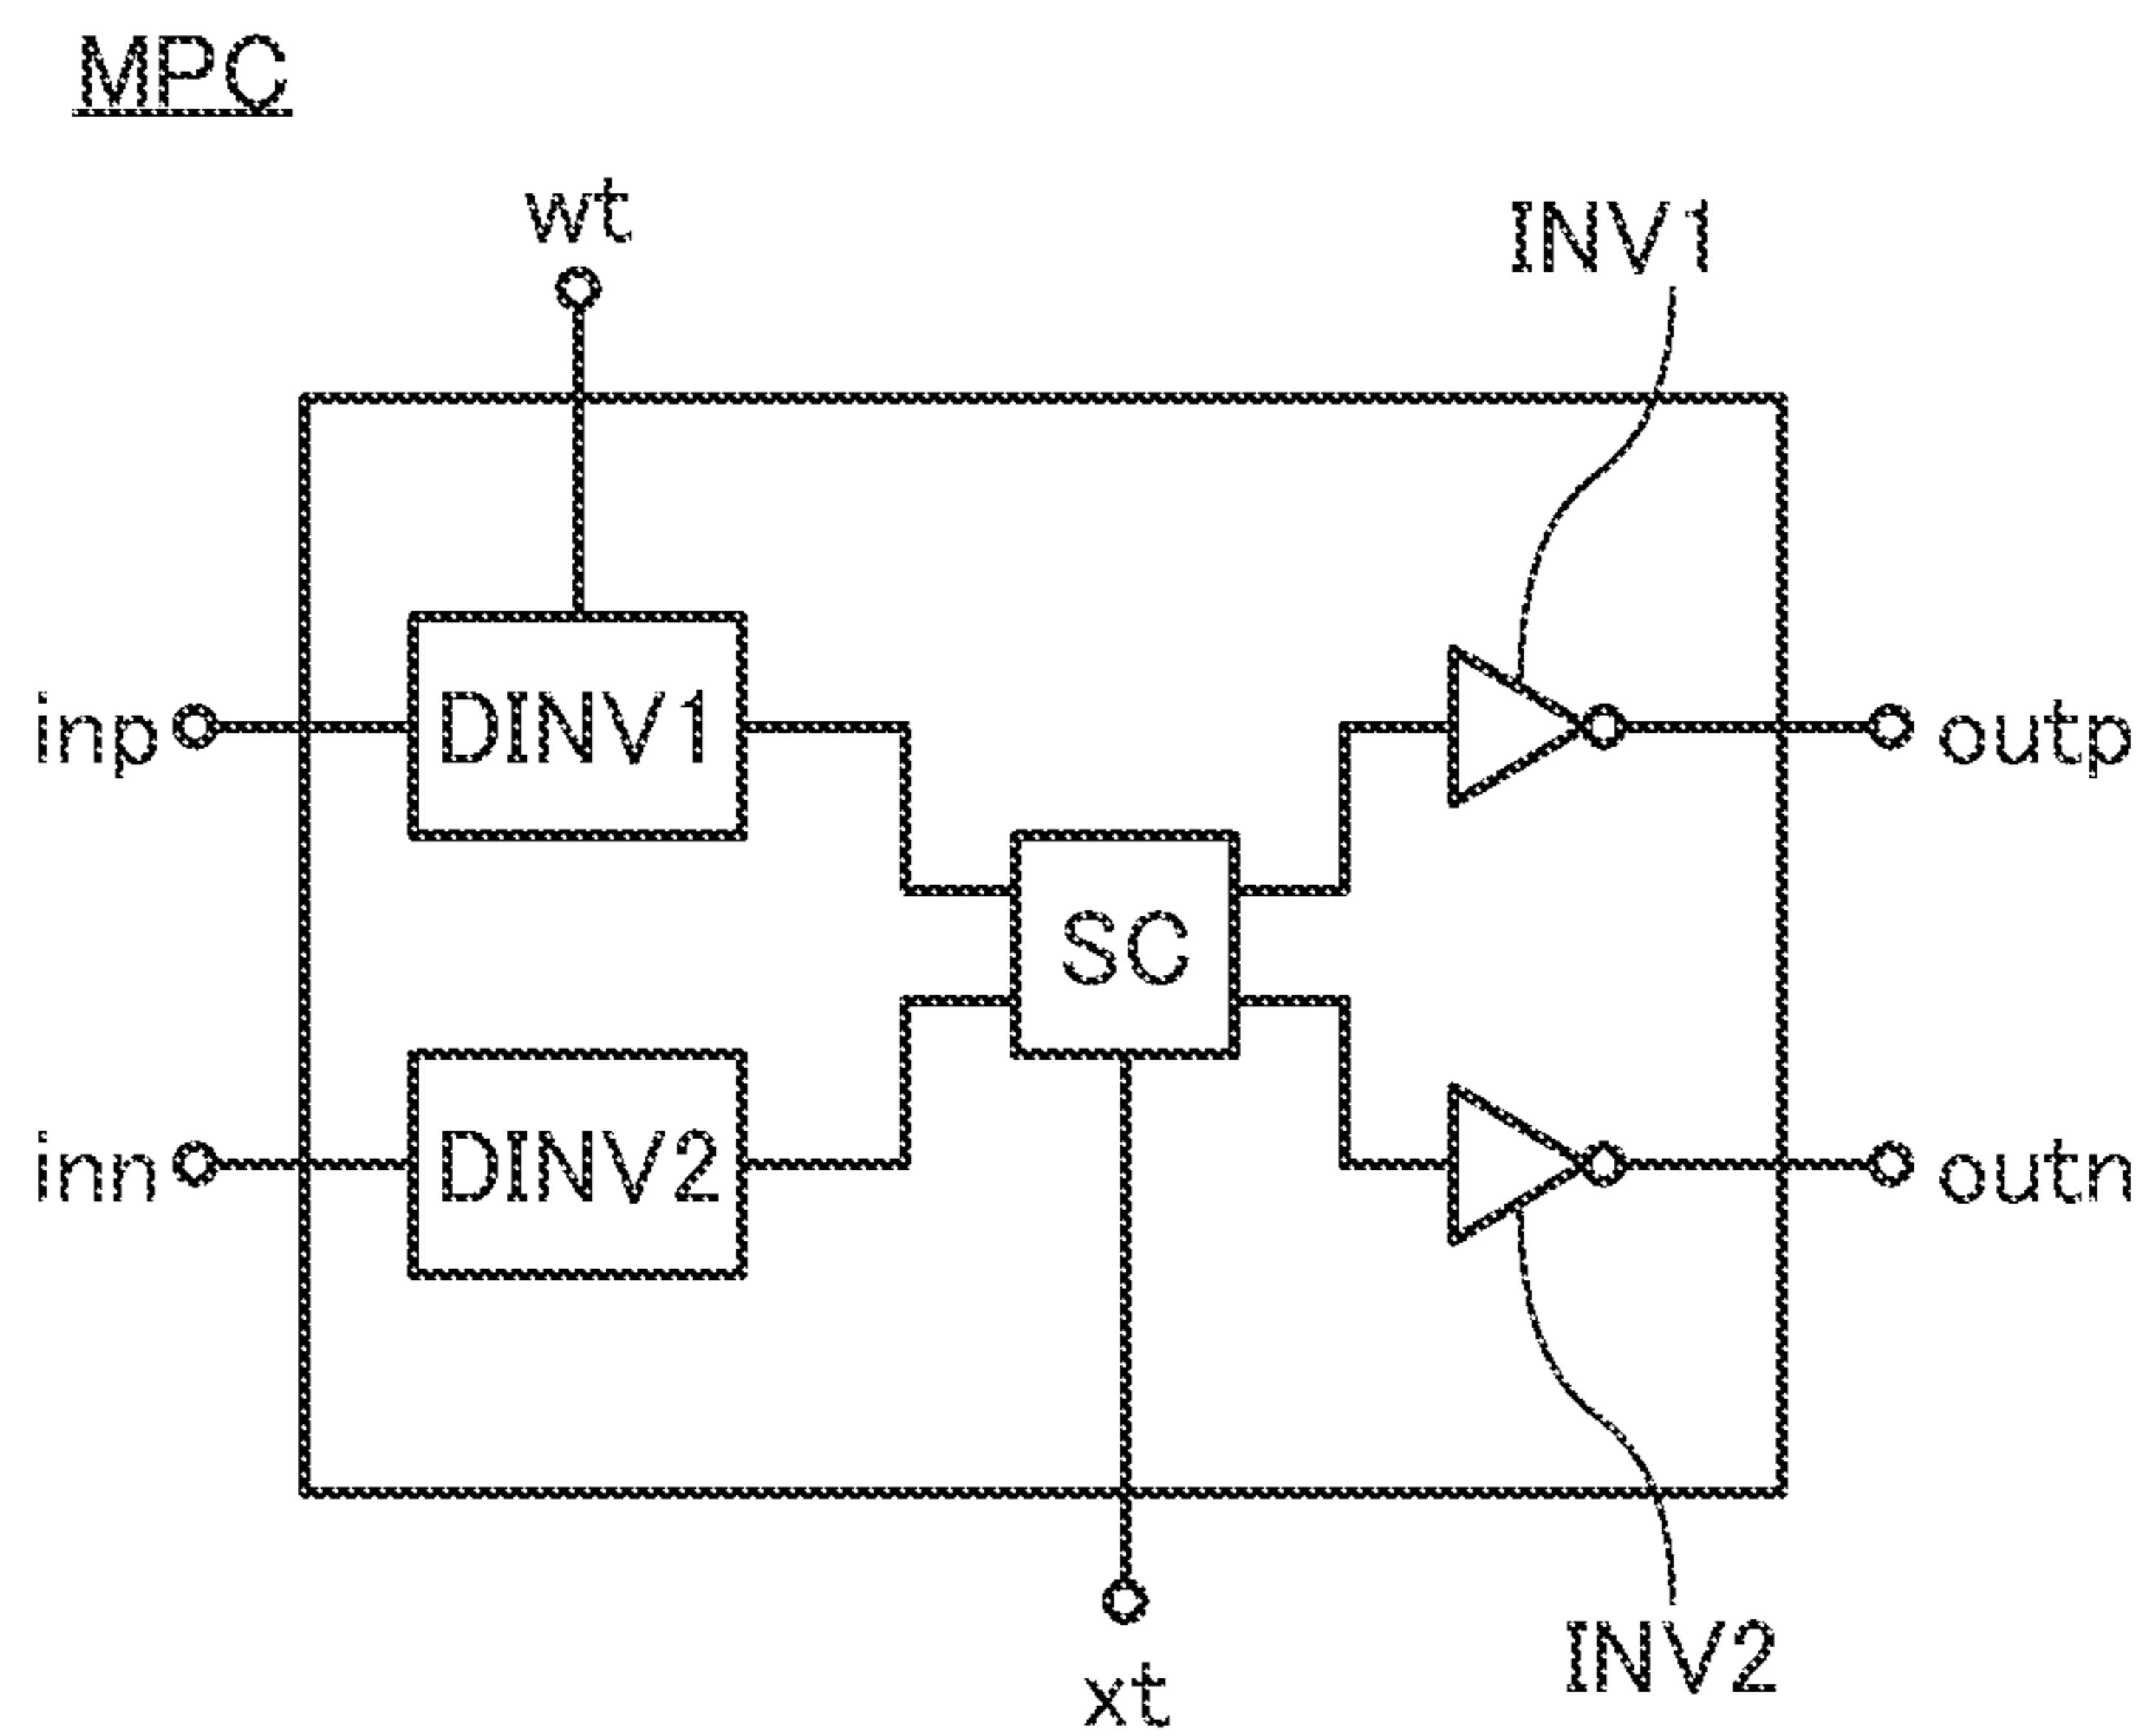 MPC
wt
INV1
inp
DINV1
outp
SC
inn
DINV2
outn
INV2
xt